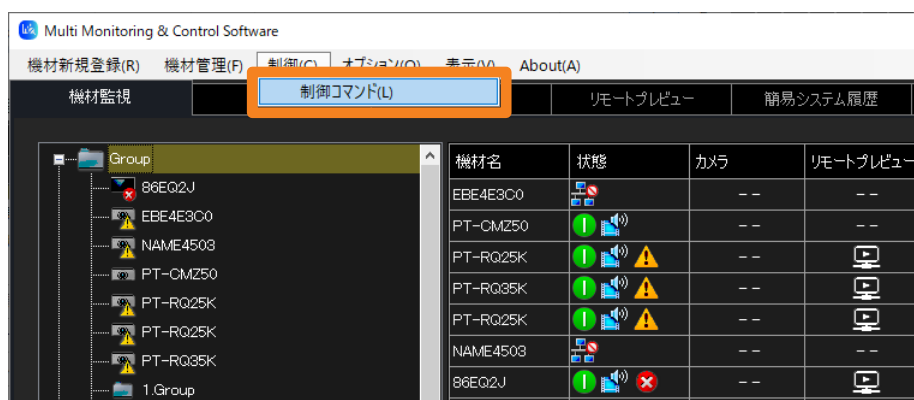 Multi Monitoring & Control Software
機材新規登録(R) 機材管理(F) 制御(C) オプション(O) 表示(V) About(A)
制御コマンド(L)
機材監視 リモートプレビュー 簡易システム履歴
Group
86EQ2J
EBE4E3C0
NAME4503
PT-CMZ50
PT-RQ25K
PT-RQ25K
PT-RQ35K
1.Group
機材名 状態 カメラ リモートプレビュー
EBE4E3C0 -- --
PT-CMZ50 -- --
PT-RQ25K --
PT-RQ35K --
PT-RQ25K --
NAME4503 -- --
86EQ2J --